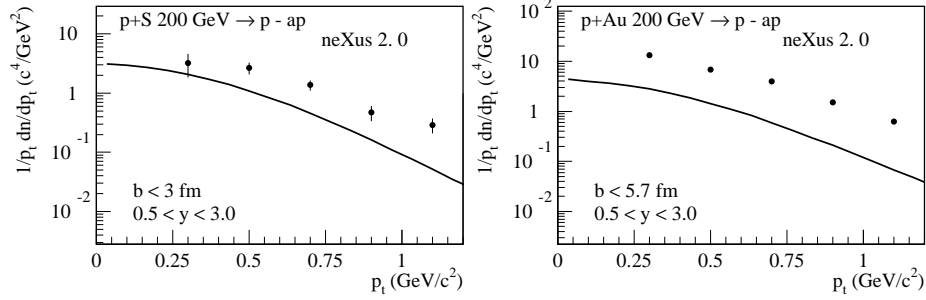 p+S 200 GeV → p - ap
neXus 2. 0
1/p_t dn/dp_t (c^4/GeV^2)
10
1
10^-1
10^-2
b < 3 fm
0.5 < y < 3.0
0 0.25 0.5 0.75 1
p_t (GeV/c^2)
p+Au 200 GeV → p - ap
neXus 2. 0
1/p_t dn/dp_t (c^4/GeV^2)
10^2
10
1
10^-1
10^-2
b < 5.7 fm
0.5 < y < 3.0
0 0.25 0.5 0.75 1
p_t (GeV/c^2)